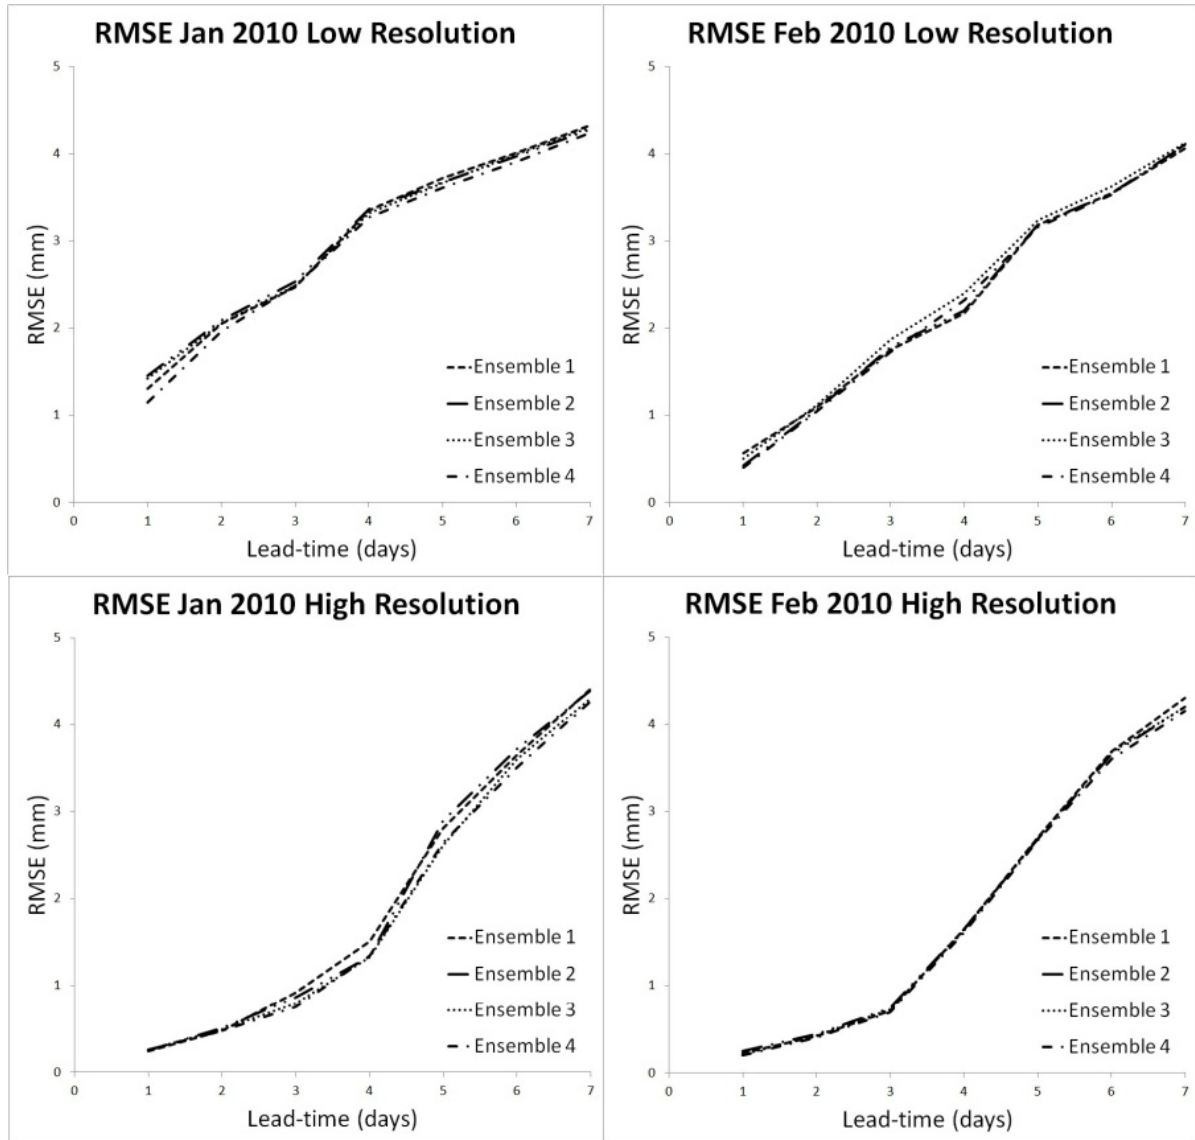 RMSE Jan 2010 Low Resolution
5
4
3
2
1
0
RMSE (mm)
Ensemble 1
Ensemble 2
Ensemble 3
Ensemble 4
0 1 2 3 4 5 6 7
Lead-time (days)
RMSE Feb 2010 Low Resolution
5
4
3
2
1
0
RMSE (mm)
Ensemble 1
Ensemble 2
Ensemble 3
Ensemble 4
0 1 2 3 4 5 6 7
Lead-time (days)
RMSE Jan 2010 High Resolution
5
4
3
2
1
0
RMSE (mm)
Ensemble 1
Ensemble 2
Ensemble 3
Ensemble 4
0 1 2 3 4 5 6 7
Lead-time (days)
RMSE Feb 2010 High Resolution
5
4
3
2
1
0
RMSE (mm)
Ensemble 1
Ensemble 2
Ensemble 3
Ensemble 4
0 1 2 3 4 5 6 7
Lead-time (days)